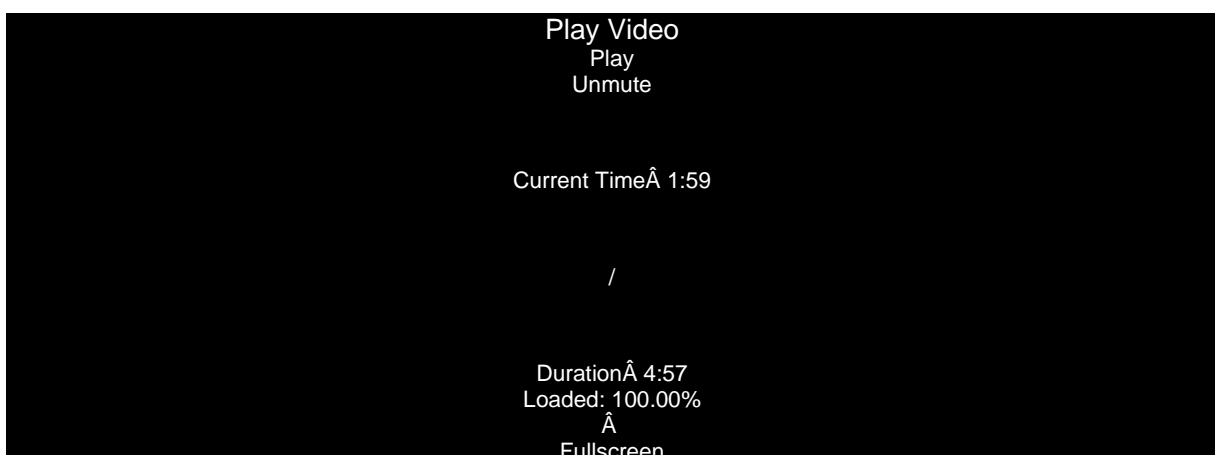 Play Video
Play
Unmute
Current TimeÂ 1:59
/
DurationÂ 4:57
Loaded: 100.00%
Â
Fullscreen